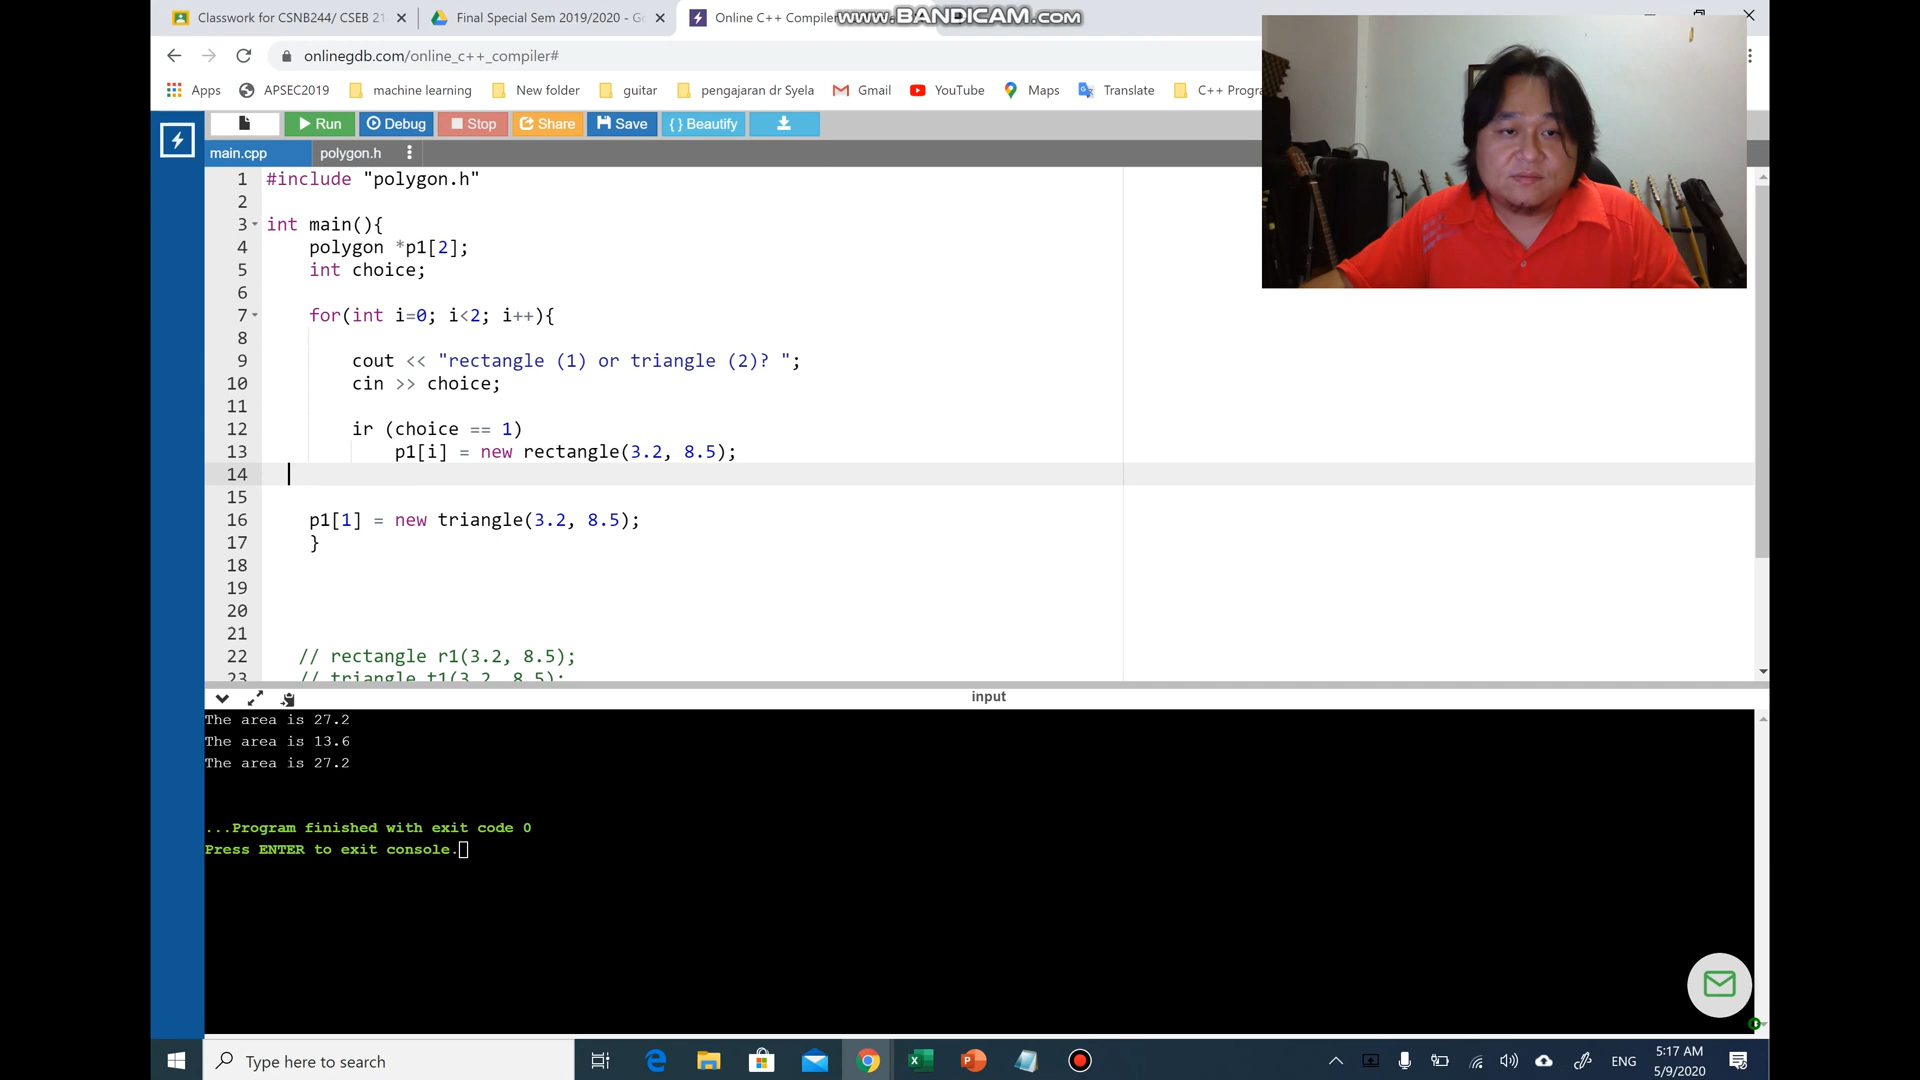 Classwork for CSNB244/ CSEB 21
Final Special Sem 2019/2020 - Go
Online C++ Compiler
www.BANDICAM.com
onlinegdb.com/online_c++_compiler#
Apps
APSEC2019
machine learning
New folder
guitar
pengajaran dr Syela
Gmail
YouTube
Maps
Translate
C++ Progra
Run
Debug
Stop
Share
Save
{ } Beautify
main.cpp
polygon.h
1 #include "polygon.h"
2
3 int main(){
4 polygon *p1[2];
5 int choice;
6
7 for(int i=0; i<2; i++){
8
9 cout << "rectangle (1) or triangle (2)? ";
10 cin >> choice;
11
12 ir (choice == 1)
13 p1[i] = new rectangle(3.2, 8.5);
14
15
16 p1[1] = new triangle(3.2, 8.5);
17 }
18
19
20
21
22 // rectangle r1(3.2, 8.5);
23 // triangle t1(3.2, 8.5);
input
The area is 27.2
The area is 13.6
The area is 27.2
...Program finished with exit code 0
Press ENTER to exit console.
Type here to search
ENG
5:17 AM
5/9/2020